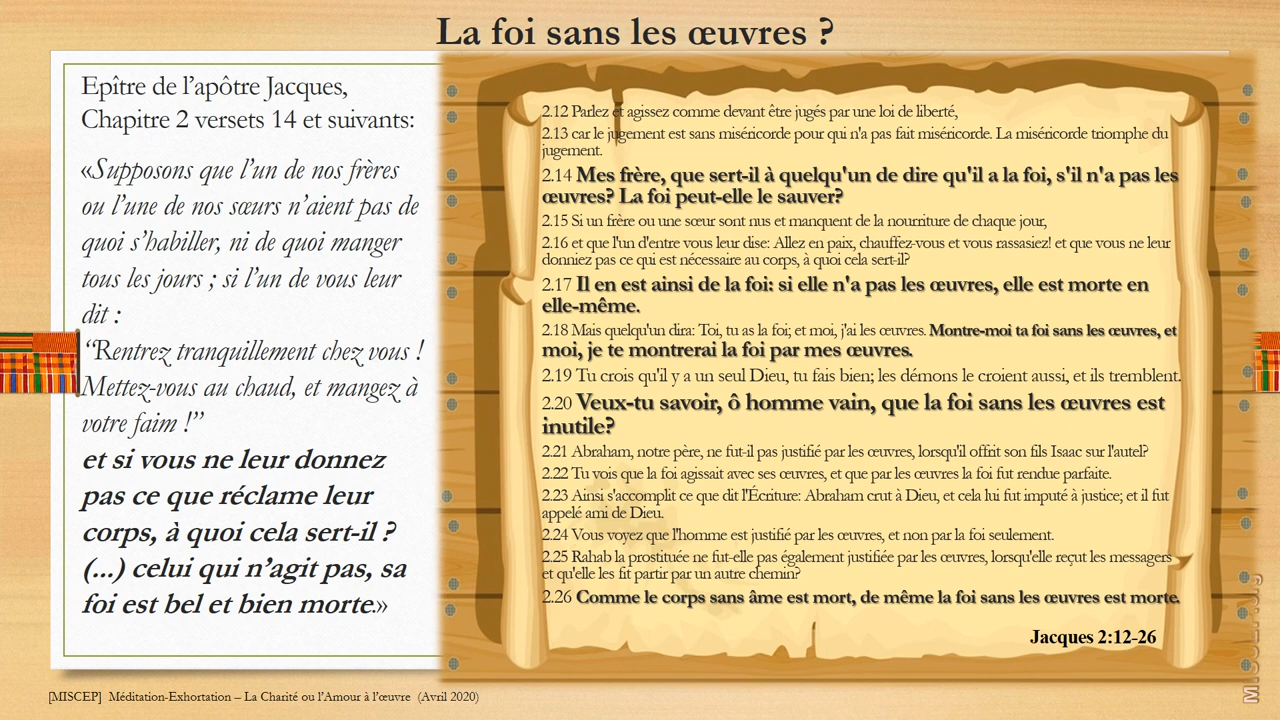 La foi sans les œuvres ?
Epître de l’apôtre Jacques,
Chapitre 2 versets 14 et suivants:
«Supposons que l’un de nos frères
ou l’une de nos sœurs n’aient pas de
quoi s’habiller, ni de quoi manger
tous les jours ; si l’un de vous leur
dit :
“Rentrez tranquillement chez vous !
Mettez-vous au chaud, et mangez à
votre faim !”
et si vous ne leur donnez
pas ce que réclame leur
corps, à quoi cela sert-il ?
(...) celui qui n’agit pas, sa
foi est bel et bien morte.»
2.12 Parlez et agissez comme devant être jugés par une loi de liberté,
2.13 car le jugement est sans miséricorde pour qui n'a pas fait miséricorde. La miséricorde triomphe du
jugement.
2.14 Mes frère, que sert-il à quelqu'un de dire qu'il a la foi, s'il n'a pas les
œuvres? La foi peut-elle le sauver?
2.15 Si un frère ou une sœur sont nus et manquent de la nourriture de chaque jour,
2.16 et que l'un d'entre vous leur dise: Allez en paix, chauffez-vous et vous rassasiez! et que vous ne leur
donniez pas ce qui est nécessaire au corps, à quoi cela sert-il?
2.17 Il en est ainsi de la foi: si elle n'a pas les œuvres, elle est morte en
elle-même.
2.18 Mais quelqu'un dira: Toi, tu as la foi; et moi, j'ai les œuvres. Montre-moi ta foi sans les œuvres, et
moi, je te montrerai la foi par mes œuvres.
2.19 Tu crois qu'il y a un seul Dieu, tu fais bien; les démons le croient aussi, et ils tremblent.
2.20 Veux-tu savoir, ô homme vain, que la foi sans les œuvres est
inutile?
2.21 Abraham, notre père, ne fut-il pas justifié par les œuvres, lorsqu'il offrit son fils Isaac sur l'autel?
2.22 Tu vois que la foi agissait avec ses œuvres, et que par les œuvres la foi fut rendue parfaite.
2.23 Ainsi s'accomplit ce que dit l'Écriture: Abraham crut à Dieu, et cela lui fut imputé à justice; et il fut
appelé ami de Dieu.
2.24 Vous voyez que l'homme est justifié par les œuvres, et non par la foi seulement.
2.25 Rahab la prostituée ne fut-elle pas également justifiée par les œuvres, lorsqu'elle reçut les messagers
et qu'elle les fit partir par un autre chemin?
2.26 Comme le corps sans âme est mort, de même la foi sans les œuvres est morte.
Jacques 2:12-26
[MISCEP] Méditation-Exhortation – La Charité ou l’Amour à l’œuvre (Avril 2020)